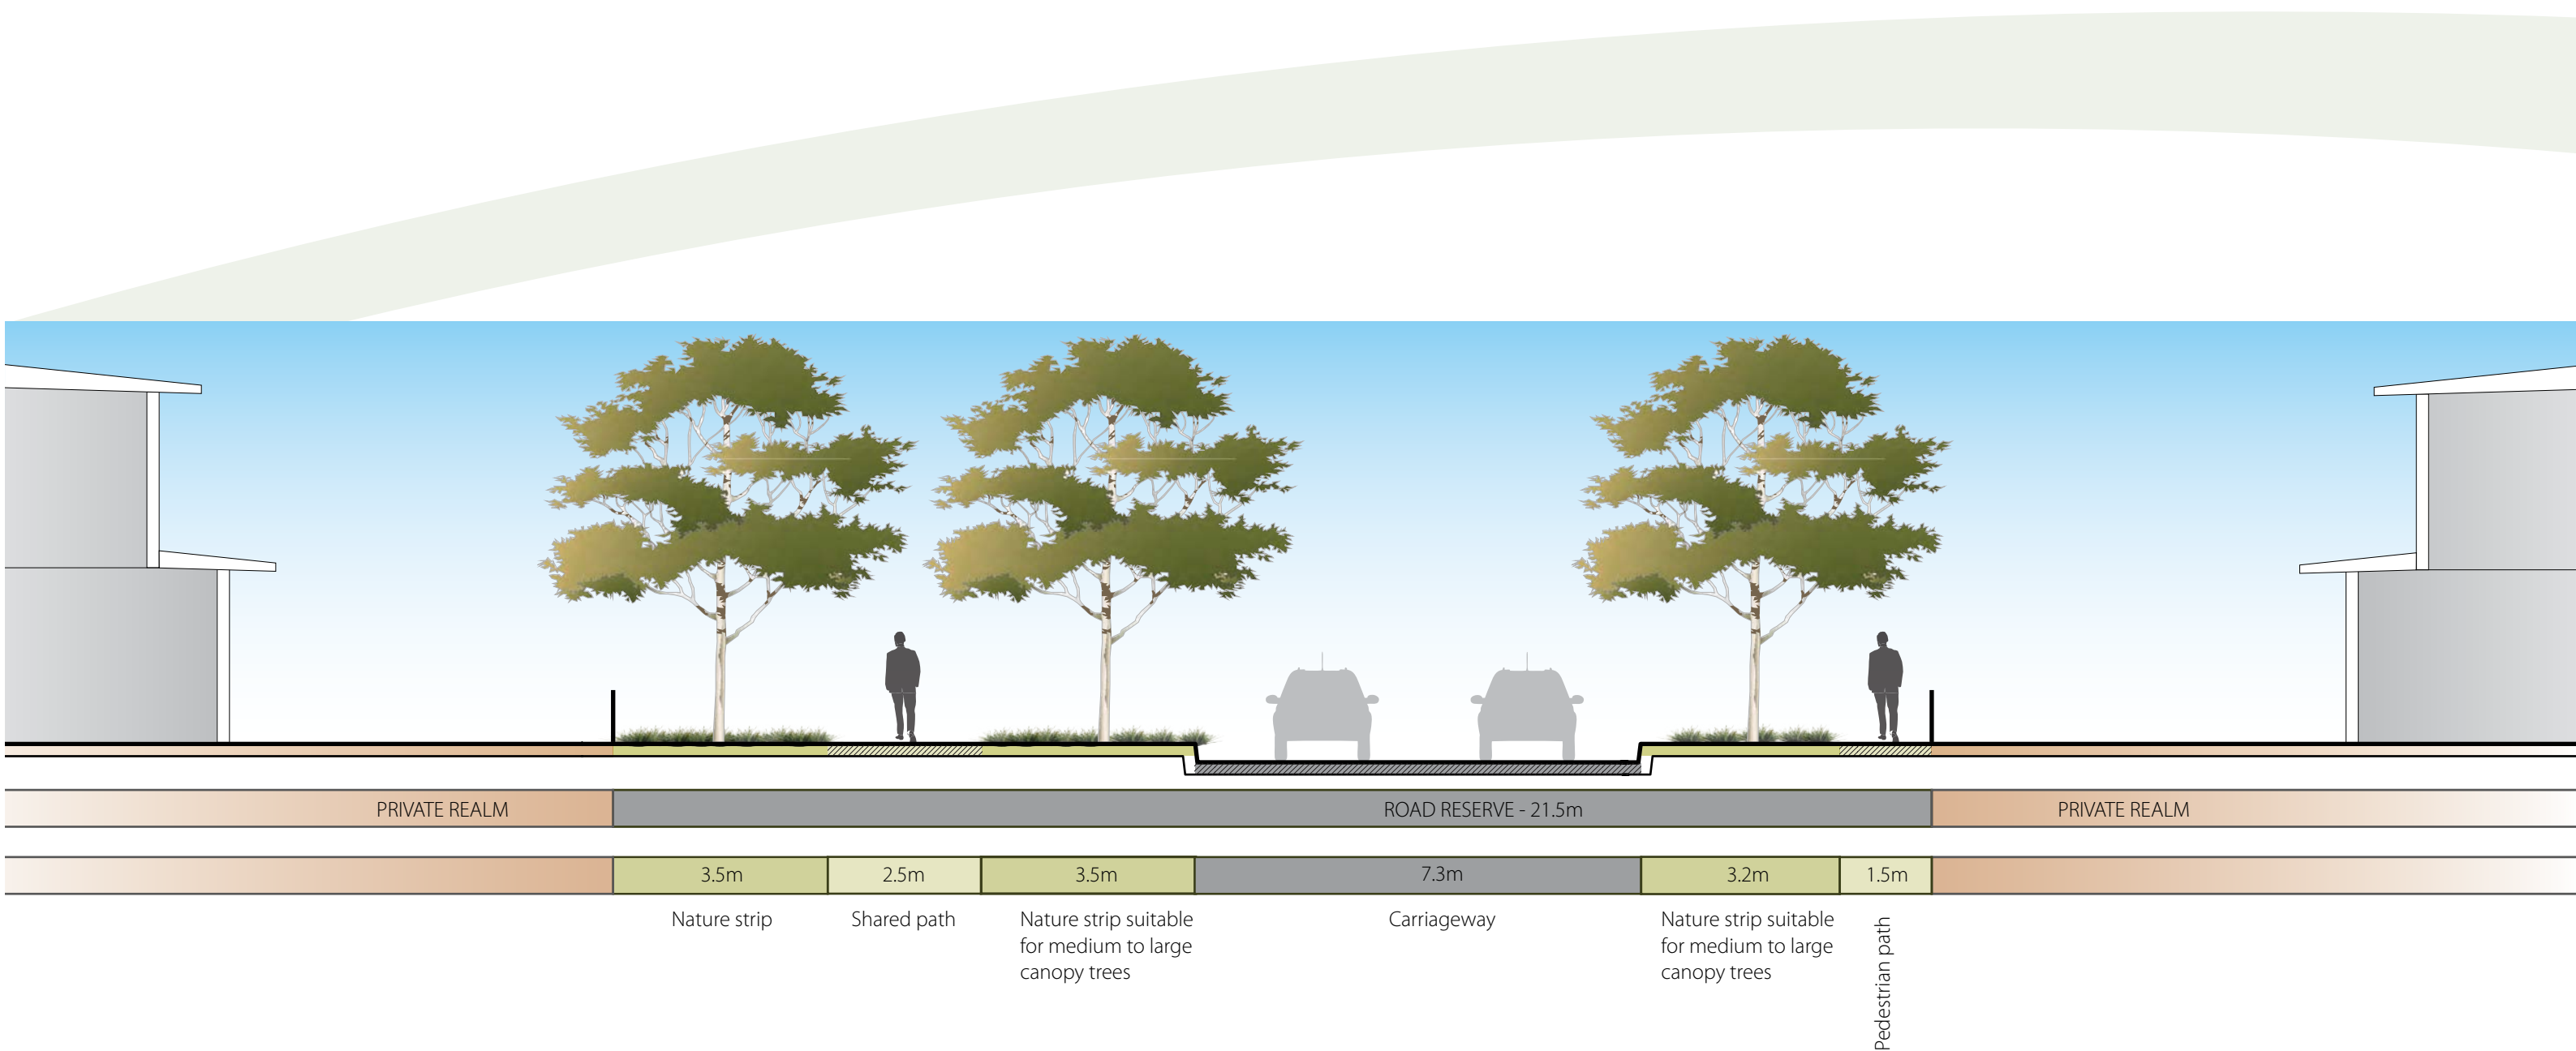 PRIVATE REALM
ROAD RESERVE - 21.5m
PRIVATE REALM
3.5m
2.5m
3.5m
7.3m
3.2m
1.5m
Nature strip
Shared path
Nature strip suitable
for medium to large
canopy trees
Carriageway
Nature strip suitable
for medium to large
canopy trees
Pedestrian path